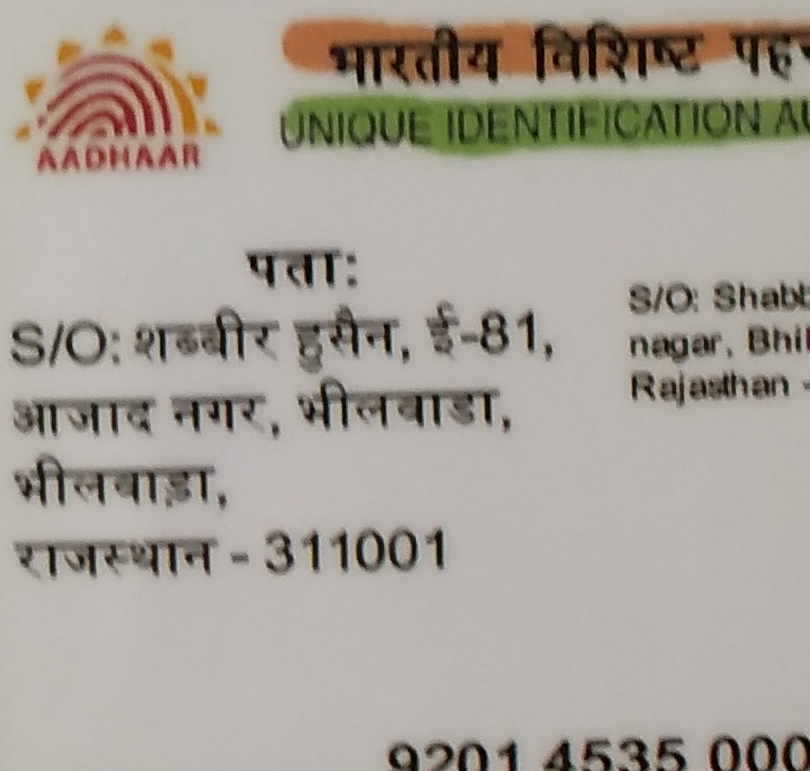 भारतीय विशिष्ट पह
UNIQUE IDENTIFICATION AU
AADHAAR
पता:
S/O: शब्बीर हुसैन, ई-81,
आजाद नगर, भीलवाडा,
भीलवाड़ा,
राजस्थान - 311001
S/O: Shabb
nagar, Bhil
Rajasthan -
9201 4535 000